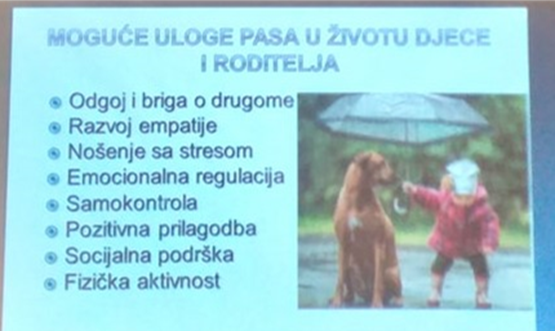 MOGUĆE ULOGE PASA U ŽIVOTU DJECE
I RODITELJA
Odgoj i briga o drugome
Razvoj empatije
Nošenje sa stresom
Emocionalna regulacija
Samokontrola
Pozitivna prilagodba
Socijalna podrška
Fizička aktivnost